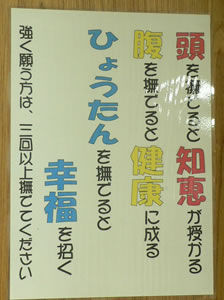 頭を撫でると知恵が授かる
腹を撫でると健康に成る
ひょうたんを撫でると
幸福を招く
強く願う方は、三回以上撫でてください